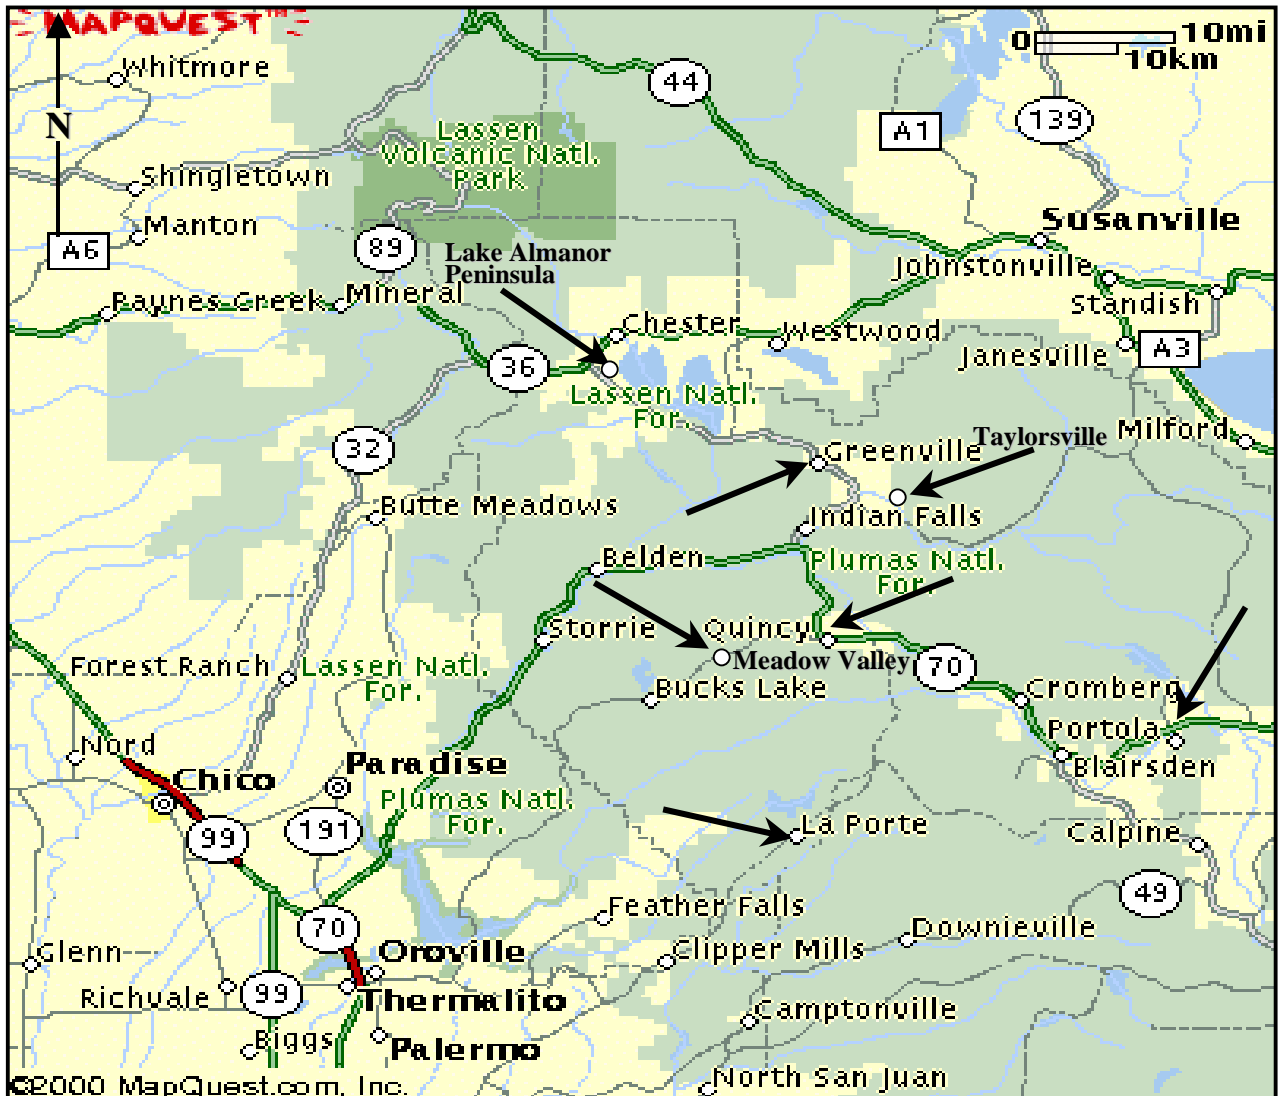 MAPQUEST™
0 10mi
10km
Whitmore
44
N
A1
139
Lassen
Volcanic Natl.
Park
Shingletown
Manton
A6
89
Susanville
Lake Almanor
Peninsula
Johnstonville
Paynes Creek
Mineral
Standish
Chester
Westwood
Janesville
A3
36
Lassen Natl.
For.
32
Greenville
Taylorsville
Milford
Butte Meadows
Indian Falls
Belden
Plumas Natl.
For.
Storrie
Quincy
Forest Ranch
Lassen Natl.
For.
Meadow Valley
70
Bucks Lake
Cromberg
Portola
Nord
Blairsden
Chico
Paradise
Plumas Natl.
For.
99
191
La Porte
Calpine
49
Feather Falls
70
Downieville
Glenn
Oroville
Clipper Mills
Richvale
99
Thermalito
Camptonville
Biggs
Palermo
©2000 MapQuest.com, Inc.
North San Juan